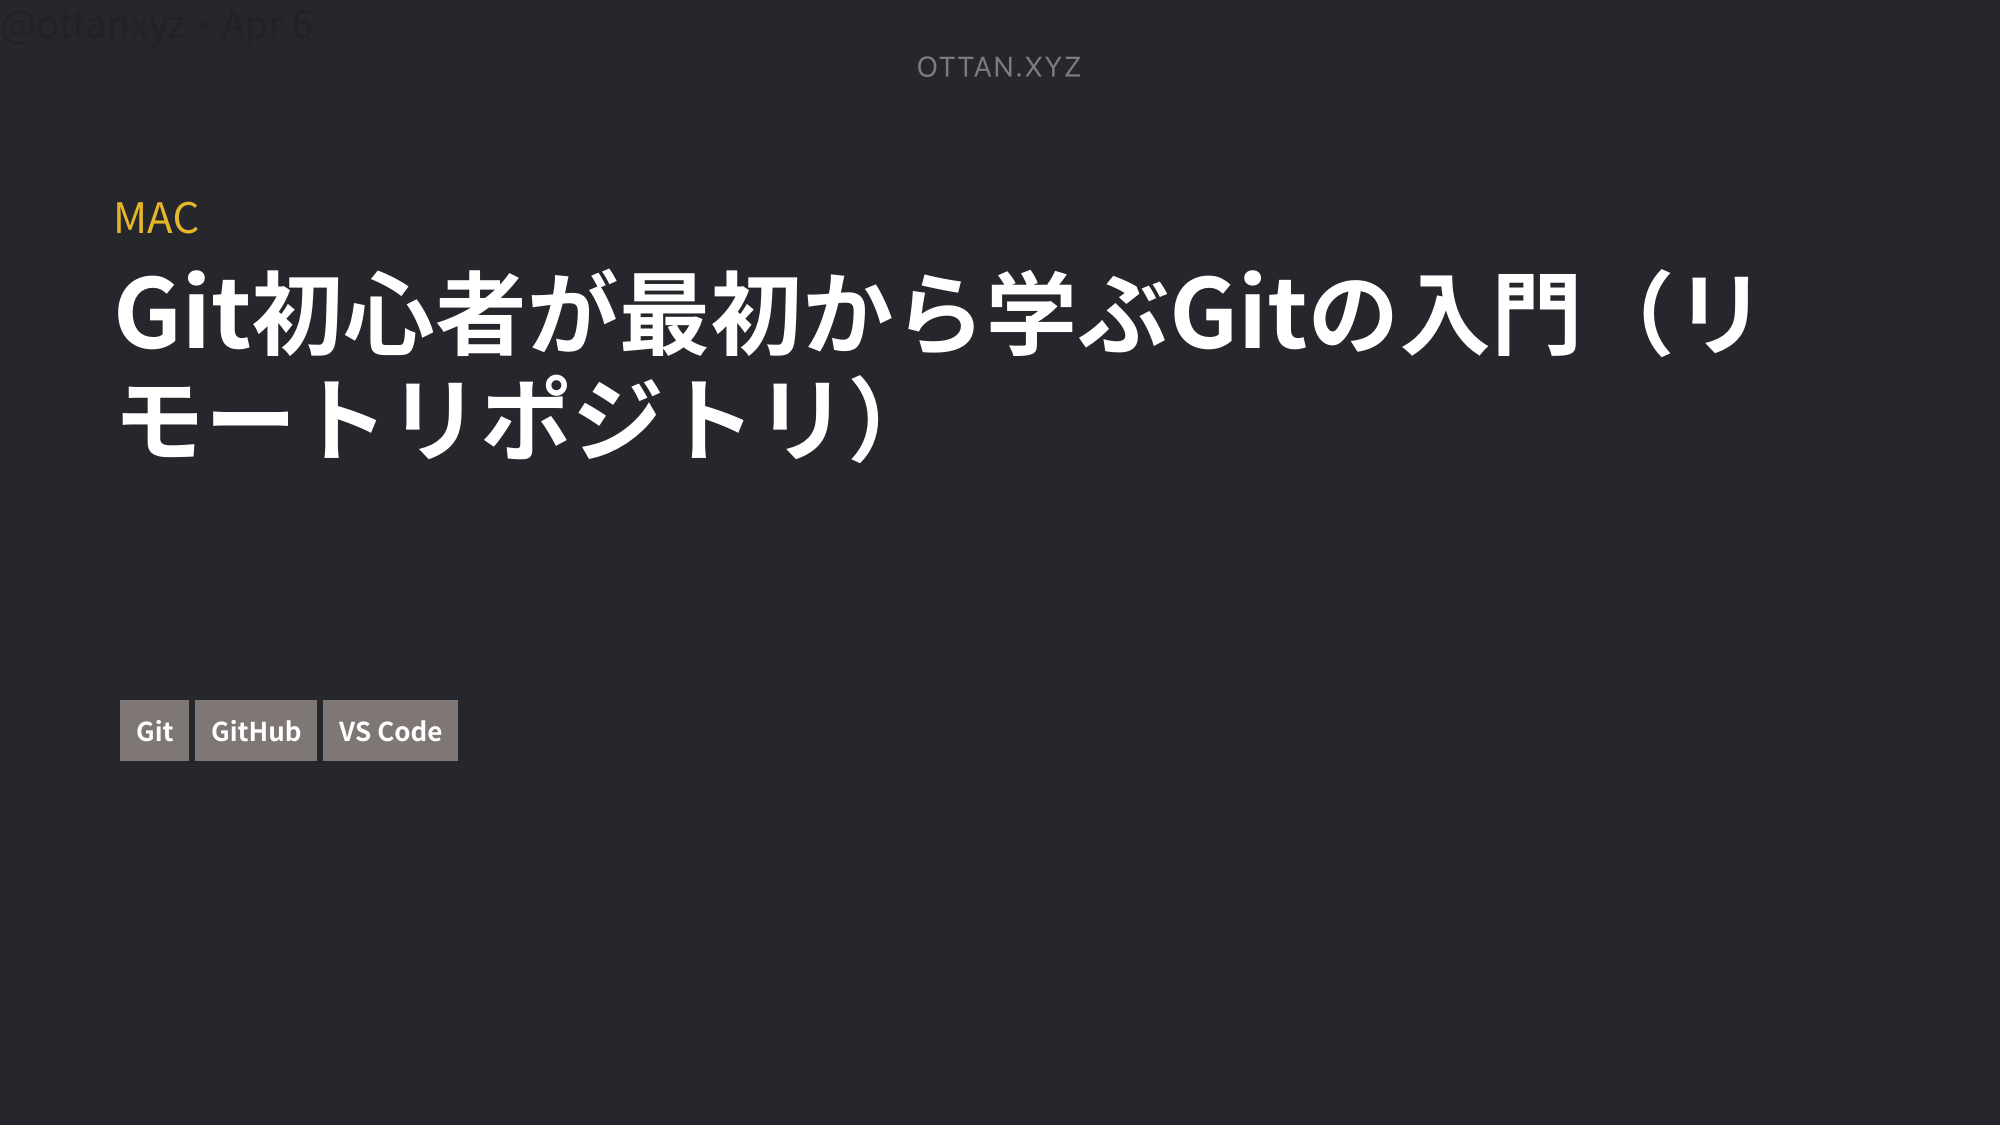 @ottanxyz・Apr 6
OTTAN.XYZ
MAC
Git初心者が最初から学ぶGitの入門（リ
モートリポジトリ）
Git GitHub VS Code